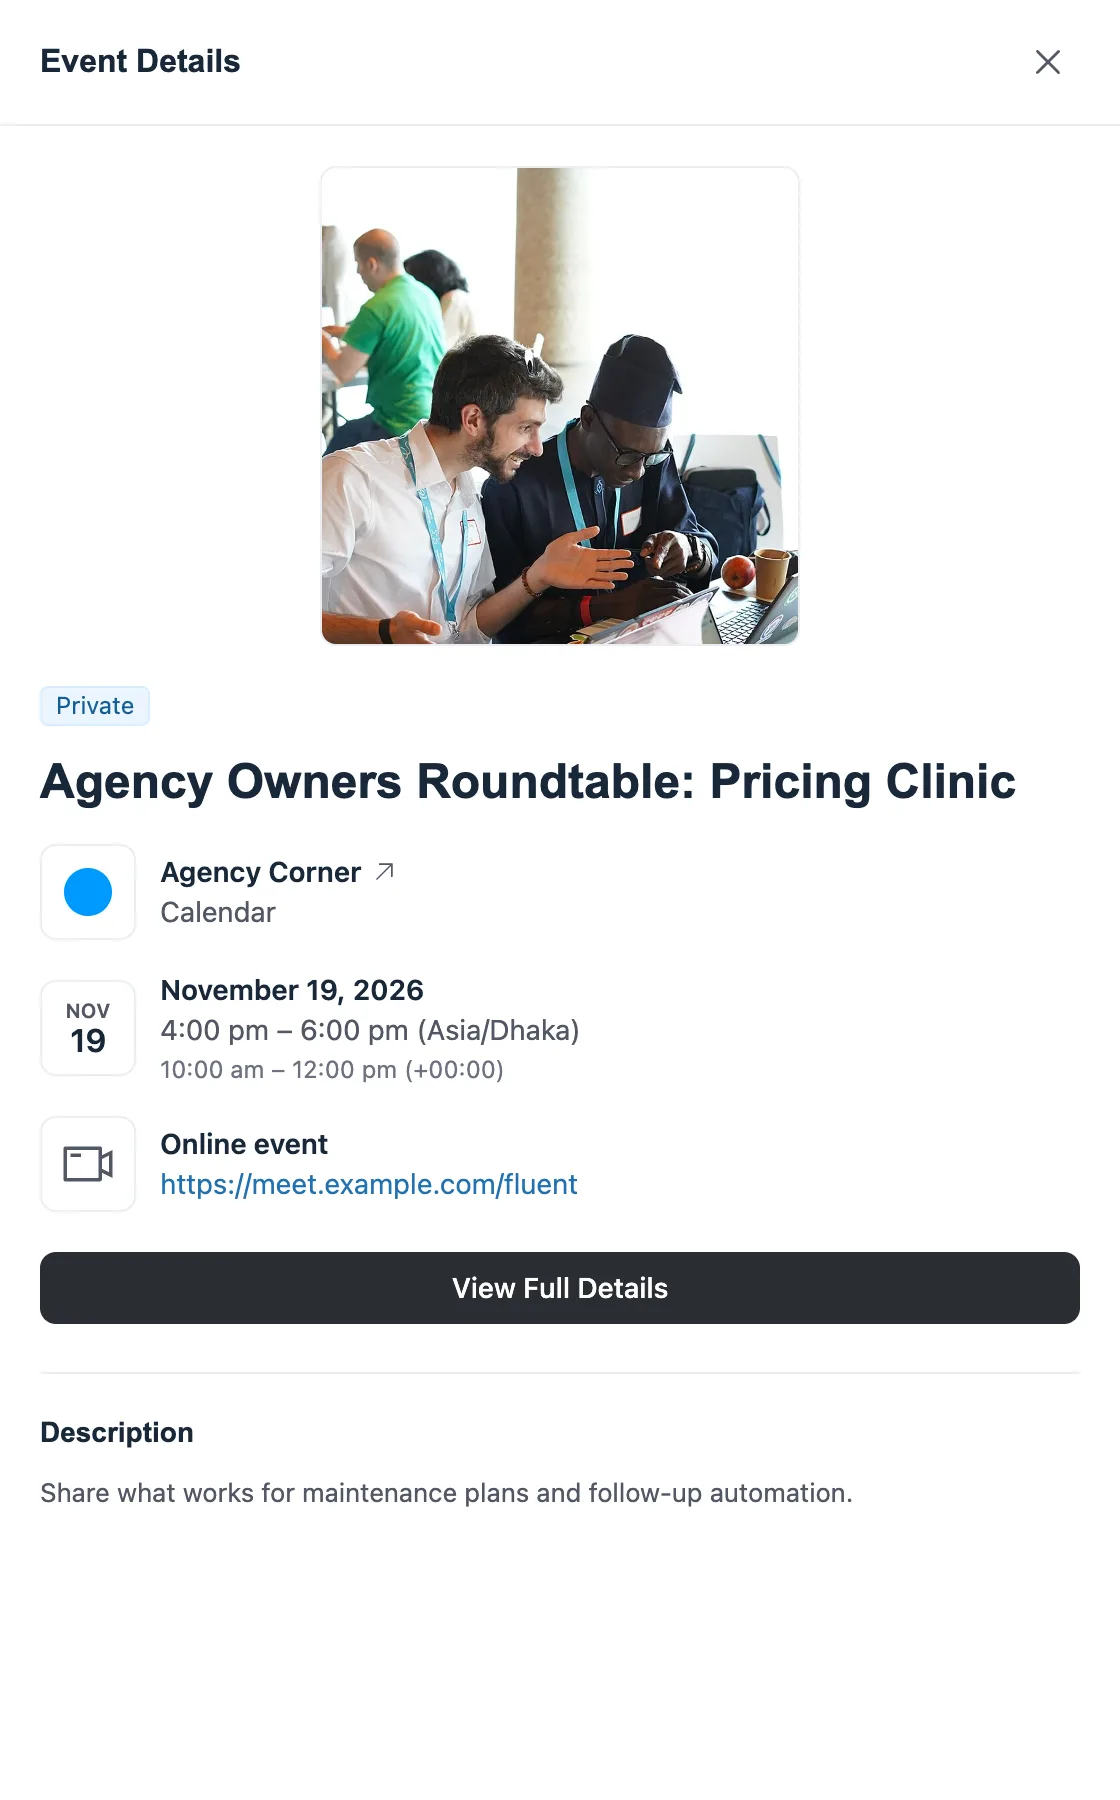 Event Details
Private
Agency Owners Roundtable: Pricing Clinic
Agency Corner
Calendar
NOV
19
November 19, 2026
4:00 pm – 6:00 pm (Asia/Dhaka)
10:00 am – 12:00 pm (+00:00)
Online event
https://meet.example.com/fluent
View Full Details
Description
Share what works for maintenance plans and follow-up automation.